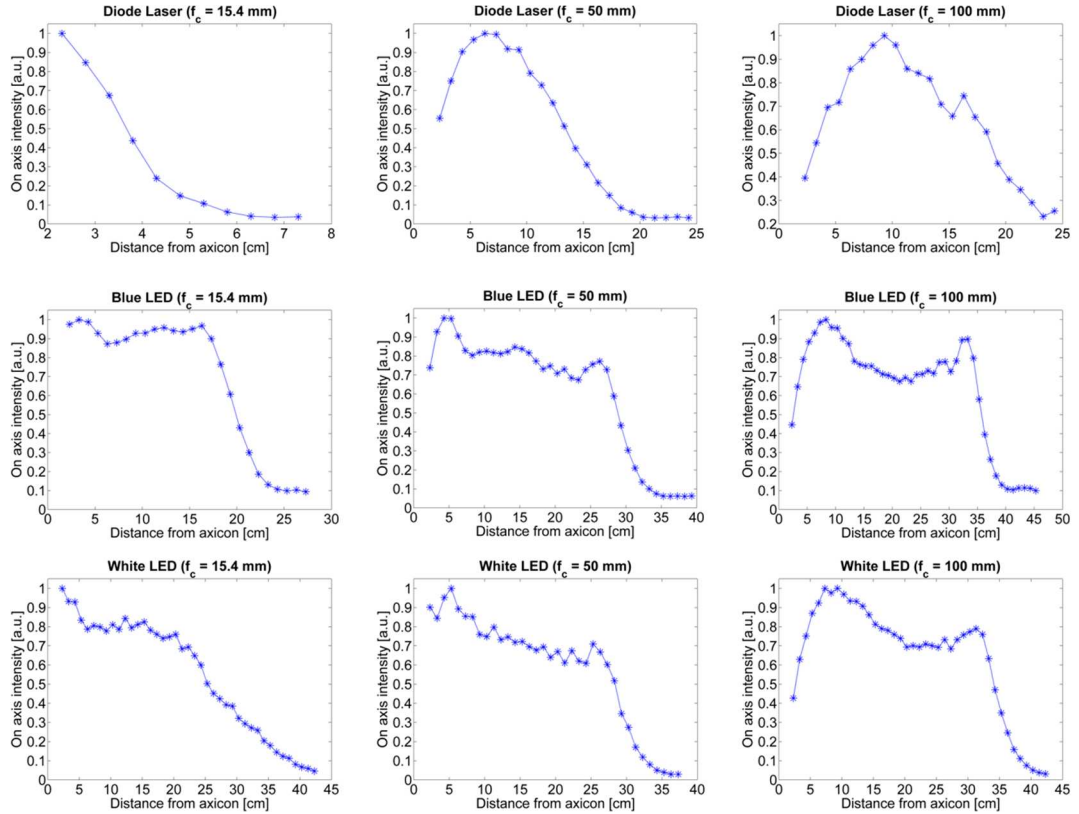 Diode Laser (fc = 15.4 mm)
On axis intensity [a.u.]
1
0.9
0.8
0.7
0.6
0.5
0.4
0.3
0.2
0.1
0
2 3 4 5 6 7 8
Distance from axicon [cm]
Diode Laser (fc = 50 mm)
On axis intensity [a.u.]
1
0.9
0.8
0.7
0.6
0.5
0.4
0.3
0.2
0.1
0
0 5 10 15 20 25
Distance from axicon [cm]
Diode Laser (fc = 100 mm)
On axis intensity [a.u.]
1
0.9
0.8
0.7
0.6
0.5
0.4
0.3
0.2
0 5 10 15 20 25
Distance from axicon [cm]
Blue LED (fc = 15.4 mm)
On axis intensity [a.u.]
1
0.9
0.8
0.7
0.6
0.5
0.4
0.3
0.2
0.1
0
0 5 10 15 20 25 30
Distance from axicon [cm]
Blue LED (fc = 50 mm)
On axis intensity [a.u.]
1
0.9
0.8
0.7
0.6
0.5
0.4
0.3
0.2
0.1
0
0 5 10 15 20 25 30 35 40
Distance from axicon [cm]
Blue LED (fc = 100 mm)
On axis intensity [a.u.]
1
0.9
0.8
0.7
0.6
0.5
0.4
0.3
0.2
0.1
0
0 5 10 15 20 25 30 35 40 45 50
Distance from axicon [cm]
White LED (fc = 15.4 mm)
On axis intensity [a.u.]
1
0.9
0.8
0.7
0.6
0.5
0.4
0.3
0.2
0.1
0
0 5 10 15 20 25 30 35 40 45
Distance from axicon [cm]
White LED (fc = 50 mm)
On axis intensity [a.u.]
1
0.9
0.8
0.7
0.6
0.5
0.4
0.3
0.2
0.1
0
0 5 10 15 20 25 30 35 40
Distance from axicon [cm]
White LED (fc = 100 mm)
On axis intensity [a.u.]
1
0.9
0.8
0.7
0.6
0.5
0.4
0.3
0.2
0.1
0
0 5 10 15 20 25 30 35 40 45
Distance from axicon [cm]